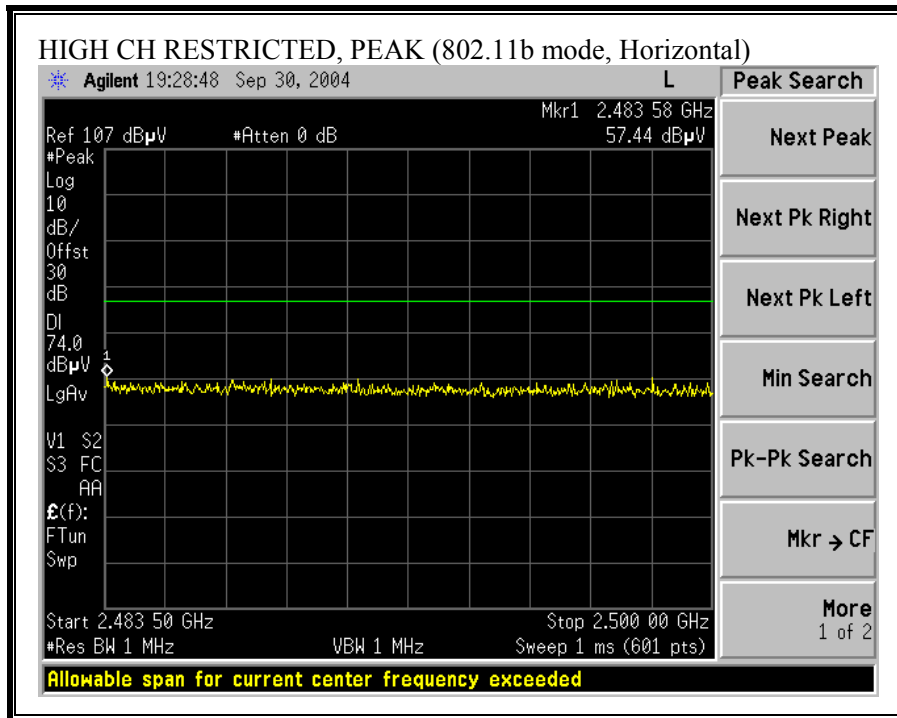 HIGH CH RESTRICTED, PEAK (802.11b mode, Horizontal)
Agilent 19:28:48 Sep 30, 2004 L
Peak Search
Mkr1 2.483 58 GHz
Ref 107 dBµV #Atten 0 dB 57.44 dBµV
#Peak
Log
10
dB/
Offst
30
dB
DI
74.0
dBµV
LgAv
1
V1 S2
S3 FC
AA
£(f):
FTun
Swp
Start 2.483 50 GHz Stop 2.500 00 GHz
#Res BW 1 MHz VBW 1 MHz Sweep 1 ms (601 pts)
Allowable span for current center frequency exceeded
Next Peak
Next Pk Right
Next Pk Left
Min Search
Pk-Pk Search
Mkr → CF
More
1 of 2